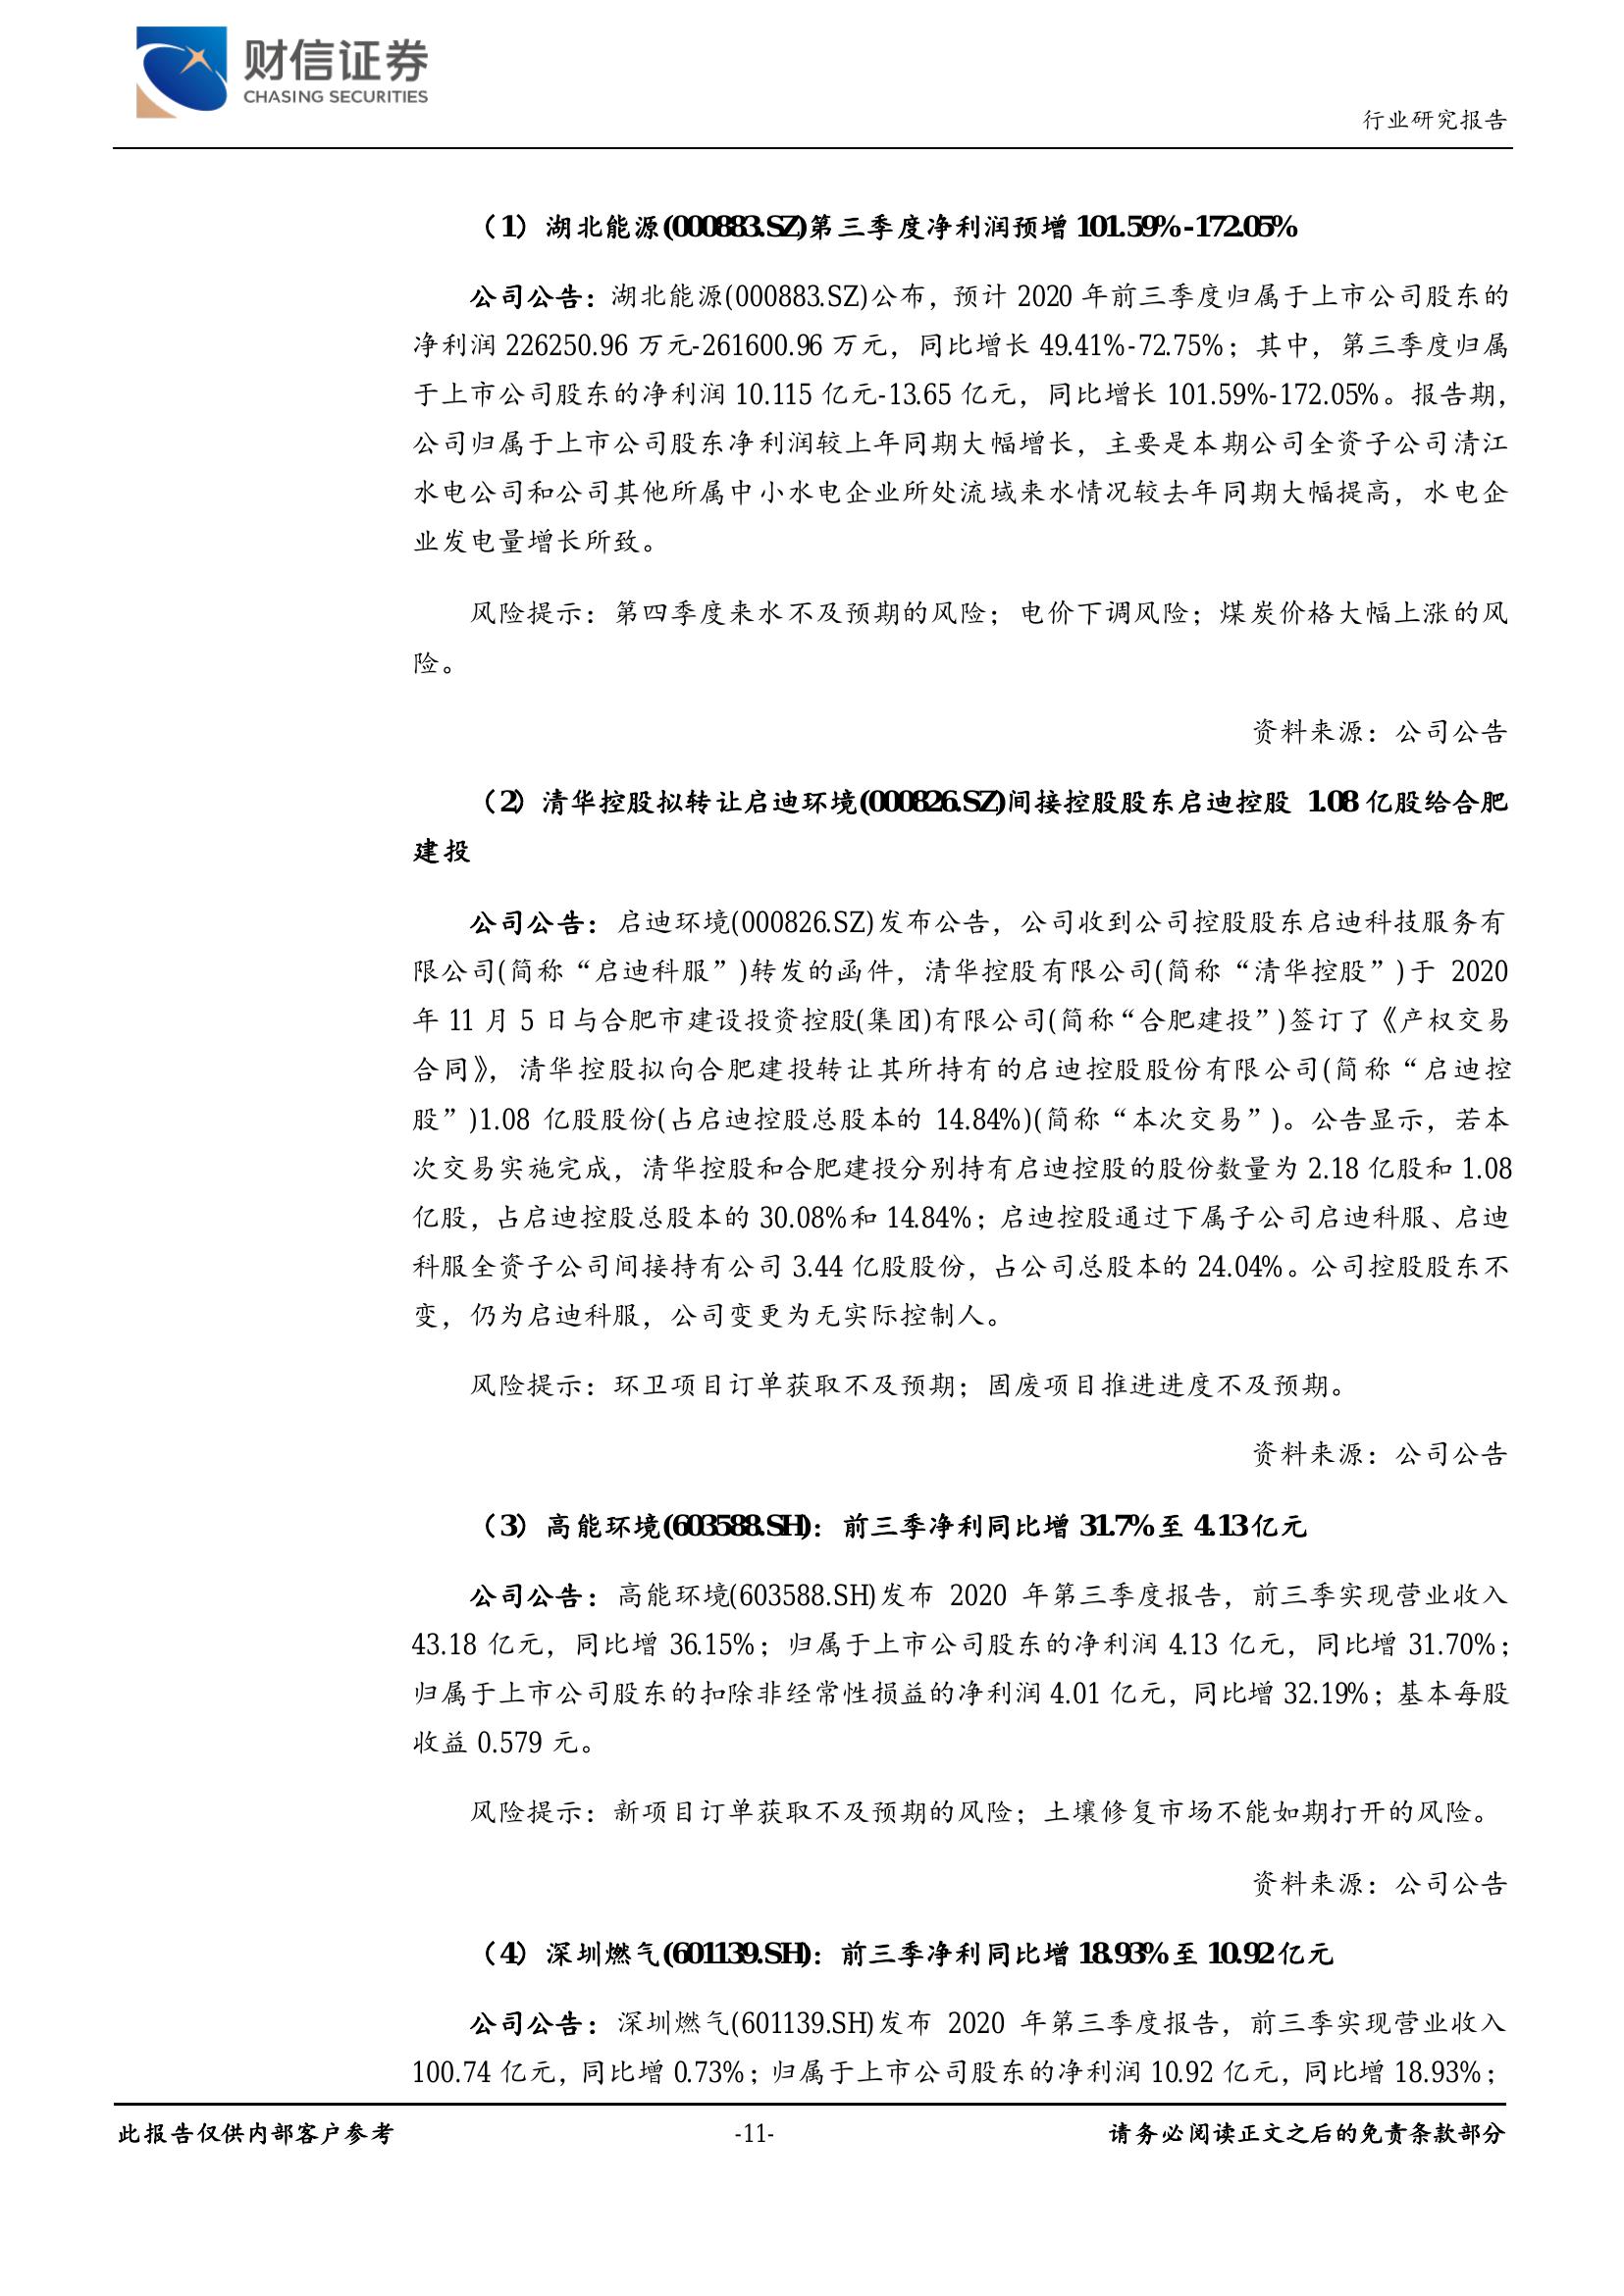 财信证券
CHASING SECURITIES
行业研究报告
（1）湖北能源(000883.SZ)第三季度净利润预增 101.59%-172.05%
公司公告：湖北能源(000883.SZ)公布，预计 2020 年前三季度归属于上市公司股东的
净利润 226250.96 万元-261600.96 万元，同比增长 49.41%-72.75%；其中，第三季度归属
于上市公司股东的净利润 10.115 亿元-13.65 亿元，同比增长 101.59%-172.05%。报告期，
公司归属于上市公司股东净利润较上年同期大幅增长，主要是本期公司全资子公司清江
水电公司和公司其他所属中小水电企业所处流域来水情况较去年同期大幅提高，水电企
业发电量增长所致。
风险提示：第四季度来水不及预期的风险；电价下调风险；煤炭价格大幅上涨的风
险。
资料来源：公司公告
（2）清华控股拟转让启迪环境(000826.SZ)间接控股股东启迪控股 1.08 亿股给合肥
建投
公司公告：启迪环境(000826.SZ)发布公告，公司收到公司控股股东启迪科技服务有
限公司(简称“启迪科服”)转发的函件，清华控股有限公司(简称“清华控股”)于 2020
年 11 月 5 日与合肥市建设投资控股(集团)有限公司(简称“合肥建投”)签订了《产权交易
合同》，清华控股拟向合肥建投转让其所持有的启迪控股股份有限公司(简称“启迪控
股”)1.08 亿股股份(占启迪控股总股本的 14.84%)(简称“本次交易”)。公告显示，若本
次交易实施完成，清华控股和合肥建投分别持有启迪控股的股份数量为 2.18 亿股和 1.08
亿股，占启迪控股总股本的 30.08%和 14.84%；启迪控股通过下属子公司启迪科服、启迪
科服全资子公司间接持有公司 3.44 亿股股份，占公司总股本的 24.04%。公司控股股东不
变，仍为启迪科服，公司变更为无实际控制人。
风险提示：环卫项目订单获取不及预期；固废项目推进进度不及预期。
资料来源：公司公告
（3）高能环境(603588.SH)：前三季净利同比增 31.7%至 4.13 亿元
公司公告：高能环境(603588.SH)发布 2020 年第三季度报告，前三季实现营业收入
43.18 亿元，同比增 36.15%；归属于上市公司股东的净利润 4.13 亿元，同比增 31.70%；
归属于上市公司股东的扣除非经常性损益的净利润 4.01 亿元，同比增 32.19%；基本每股
收益 0.579 元。
风险提示：新项目订单获取不及预期的风险；土壤修复市场不能如期打开的风险。
资料来源：公司公告
（4）深圳燃气(601139.SH)：前三季净利同比增 18.93%至 10.92 亿元
公司公告：深圳燃气(601139.SH)发布 2020 年第三季度报告，前三季实现营业收入
100.74 亿元，同比增 0.73%；归属于上市公司股东的净利润 10.92 亿元，同比增 18.93%；
此报告仅供内部客户参考
-11-
请务必阅读正文之后的免责条款部分